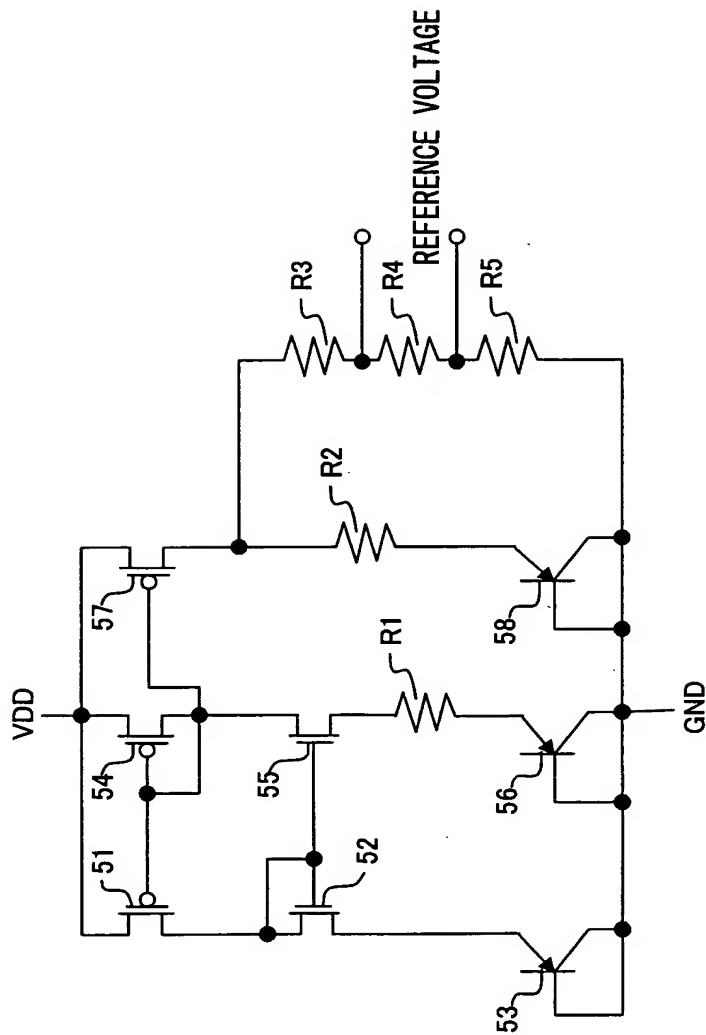 VDD
51
54
57
52
55
R1
R2
R3
R4
R5
REFERENCE VOLTAGE
53
56
58
GND